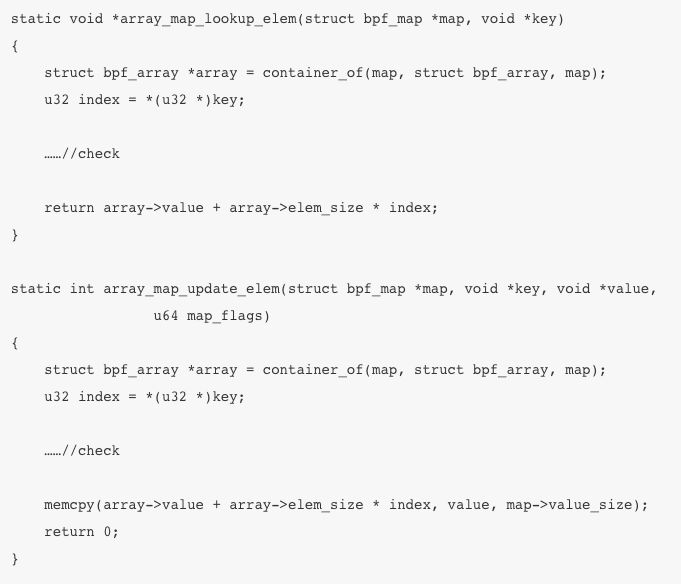 static void *array_map_lookup_elem(struct bpf_map *map, void *key)
{
    struct bpf_array *array = container_of(map, struct bpf_array, map);
    u32 index = *(u32 *)key;

    ……//check

    return array->value + array->elem_size * index;
}

static int array_map_update_elem(struct bpf_map *map, void *key, void *value,
                 u64 map_flags)
{
    struct bpf_array *array = container_of(map, struct bpf_array, map);
    u32 index = *(u32 *)key;

    ……//check

    memcpy(array->value + array->elem_size * index, value, map->value_size);
    return 0;
}